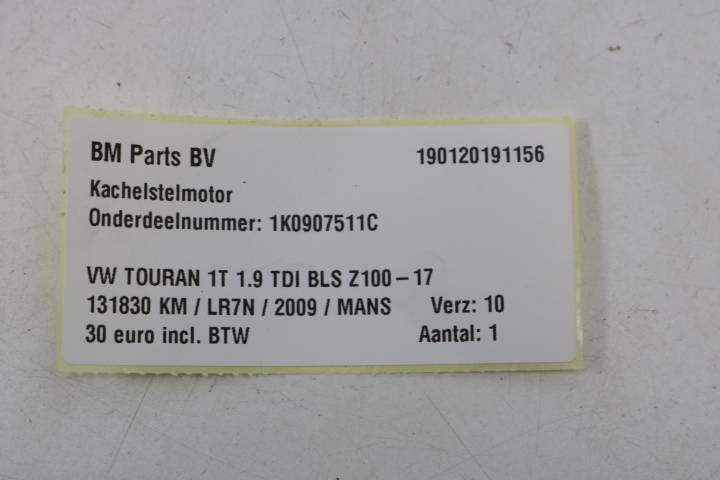 BM Parts BV 190120191156
Kachelstelmotor
Onderdeelnummer: 1K0907511C
VW TOURAN 1T 1.9 TDI BLS Z100-17
131830 KM / LR7N / 2009 / MANS Verz: 10
30 euro incl. BTW Aantal: 1